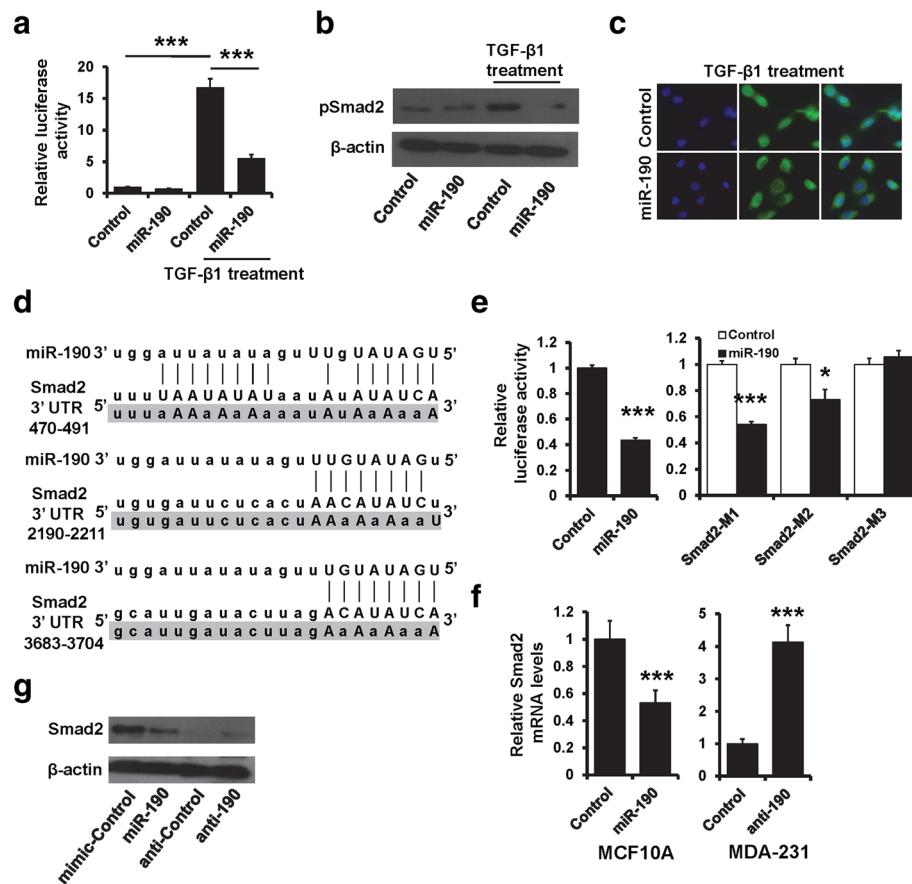 a
Relative luciferase activity
20
15
10
5
0
***
***
Control
miR-190
Control
miR-190
TGF-β1 treatment
b
TGF-β1
treatment
pSmad2
β-actin
Control
miR-190
Control
miR-190
c
TGF-β1 treatment
Control
miR-190
d
miR-190 3’ u g g a u u a u a u a g u U U g U A U A G U 5’
Smad2
3’ UTR
470-491
5’ u u u U A A U A U A U a a u U A u A U A U C A 3’
u u u a A A a A a A a a u A u A a A a A a A
miR-190 3’ u g g a u u a u a u a g u U U G U A U A G u 5’
Smad2
3’ UTR
2190-2211
5’ u g u g a u u c u c a c u A A C A U A U C u 3’
u g u g a u u c u c a c u A A a A a A a U
miR-190 3’ u g g a u u a u a u a g u u U G U A U A G U 5’
Smad2
3’ UTR
3683-3704
5’ g c a u u g a u a c u u a g A C A U A U C A 3’
g c a u u g a u a c u u a g A a A a A a a A
e
Relative
luciferase activity
1.2
1
0.8
0.6
0.4
0.2
0
***
Control
miR-190
1.2
1
0.8
0.6
0.4
0.2
0
Control
miR-190
***
*
Smad2-M1
Smad2-M2
Smad2-M3
f
Relative Smad2
mRNA levels
1.2
1
0.8
0.6
0.4
0.2
0
***
Control
miR-190
MCF10A
5
4
3
2
1
0
***
Control
anti-190
MDA-231
g
Smad2
β-actin
mimic-Control
miR-190
anti-Control
anti-190